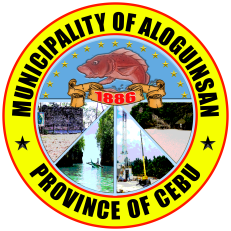 MUNICIPALITY OF ALOGUINSAN
1886
PROVINCE OF CEBU